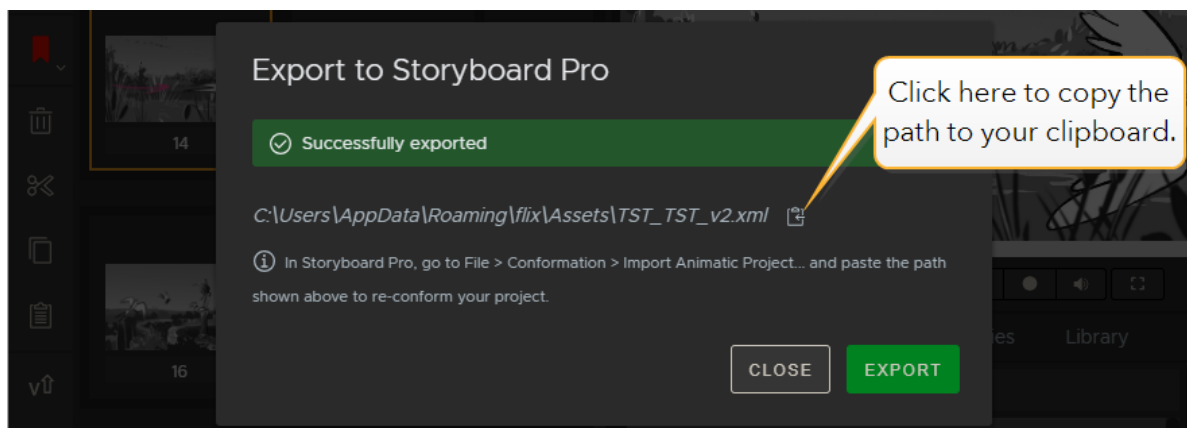 Export to Storyboard Pro
Click here to copy the
path to your clipboard.
14
Successfully exported
C:\Users\AppData\Roaming\flix\Assets\TST_TST_v2.xml
In Storyboard Pro, go to File > Conformation > Import Animatic Project... and paste the path
shown above to re-conform your project.
ies
Library
16
CLOSE
EXPORT
V